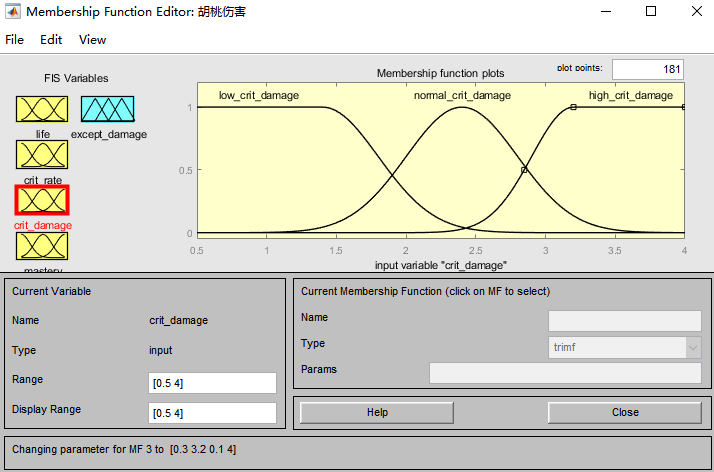 Membership Function Editor: 胡桃伤害
File Edit View
FIS Variables
life
except_damage
crit_rate
crit_damage
mastery
Membership function plots
plot points: 181
low_crit_damage normal_crit_damage high_crit_damage
1
0.5
0
0.5 1 1.5 2 2.5 3 3.5 4
input variable "crit_damage"
Current Variable
Name crit_damage
Type input
Range [0.5 4]
Display Range [0.5 4]
Current Membership Function (click on MF to select)
Name
Type trimf
Params
Help Close
Changing parameter for MF 3 to [0.3 3.2 0.1 4]